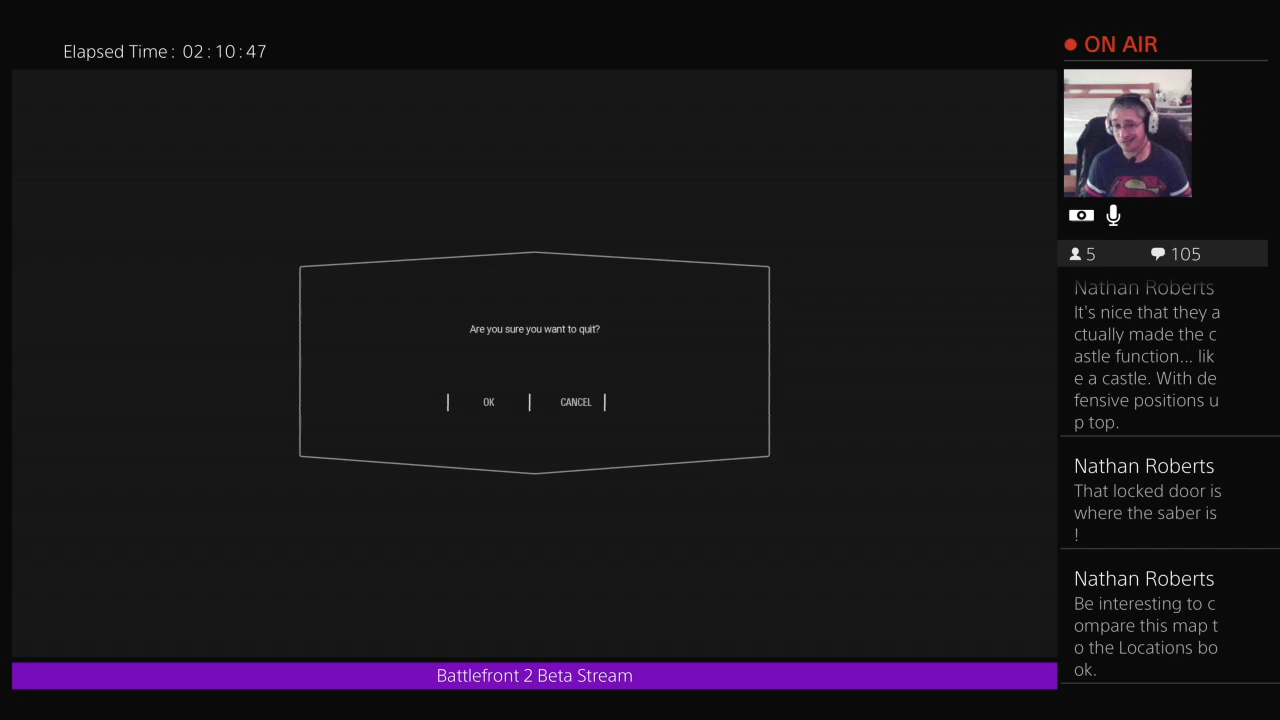 Elapsed Time : 02 : 10 : 47
ON AIR
5
105
Nathan Roberts
It's nice that they a
ctually made the c
astle function... lik
e a castle. With de
fensive positions u
p top.
Nathan Roberts
That locked door is
where the saber is
!
Nathan Roberts
Be interesting to c
ompare this map t
o the Locations bo
ok.
Are you sure you want to quit?
OK
CANCEL
Battlefront 2 Beta Stream